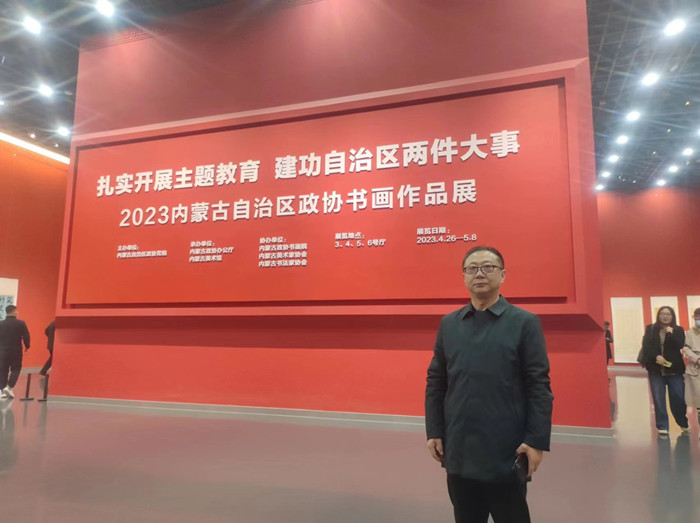 扎实开展主题教育 建功自治区两件大事
2023内蒙古自治区政协书画作品展
主办单位：
内蒙古自治区政协党组
承办单位：
内蒙古政协办公厅
内蒙古美术馆
协办单位：
内蒙古政协书画院
内蒙古美术家协会
内蒙古书法家协会
展览地点：
3、4、5、6号厅
展览日期：
2023.4.26—5.8